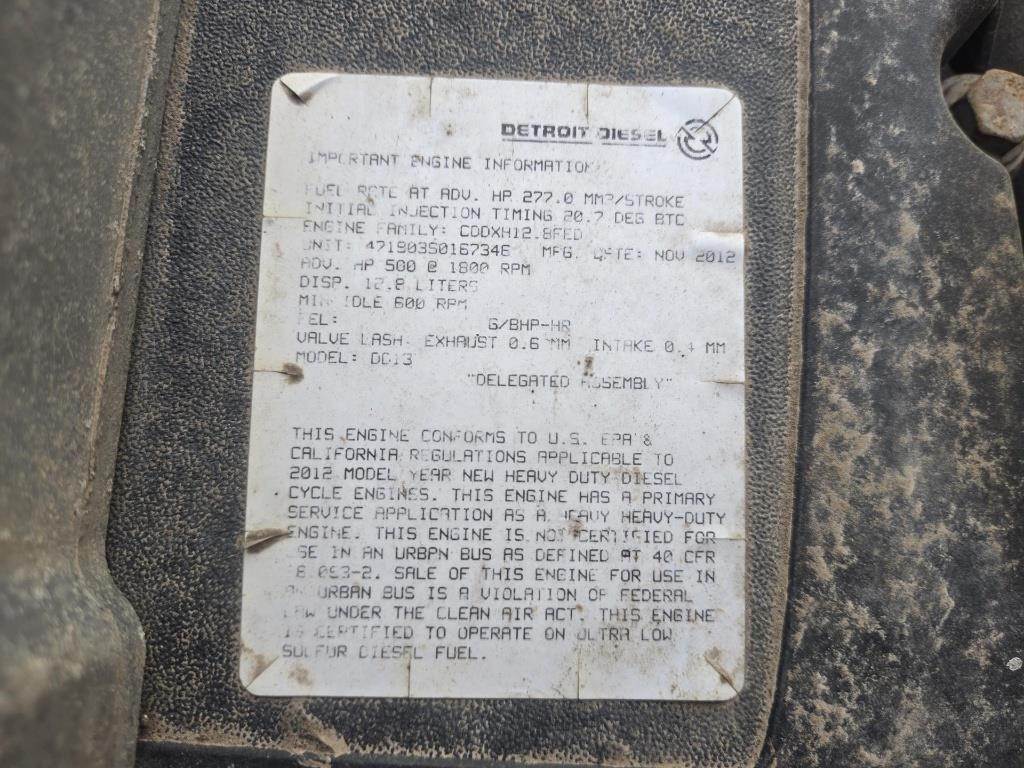 DETROIT DIESEL
IMPORTANT ENGINE INFORMATION
FUEL RATE AT ADV. HP 277.0 MM3/STROKE
INITIAL INJECTION TIMING 20.7 DEG BTC
ENGINE FAMILY: CDDXH12.8FED
UNIT: 471903S0167346 MFG. DATE: NOV 2012
ADV. HP 500 @ 1800 RPM
DISP. 12.8 LITERS
MIN. IDLE 600 RPM
FEL: G/BHP-HR
VALVE LASH: EXHAUST 0.6 MM INTAKE 0.4 MM
MODEL: DD13
"DELEGATED ASSEMBLY"
THIS ENGINE CONFORMS TO U.S. EPA &
CALIFORNIA REGULATIONS APPLICABLE TO
2012 MODEL YEAR NEW HEAVY DUTY DIESEL
CYCLE ENGINES. THIS ENGINE HAS A PRIMARY
SERVICE APPLICATION AS A HEAVY HEAVY-DUTY
ENGINE. THIS ENGINE IS NOT CERTIFIED FOR
USE IN AN URBAN BUS AS DEFINED AT 40 CFR
86.093-2. SALE OF THIS ENGINE FOR USE IN
AN URBAN BUS IS A VIOLATION OF FEDERAL
LAW UNDER THE CLEAN AIR ACT. THIS ENGINE
IS CERTIFIED TO OPERATE ON ULTRA LOW
SULFUR DIESEL FUEL.